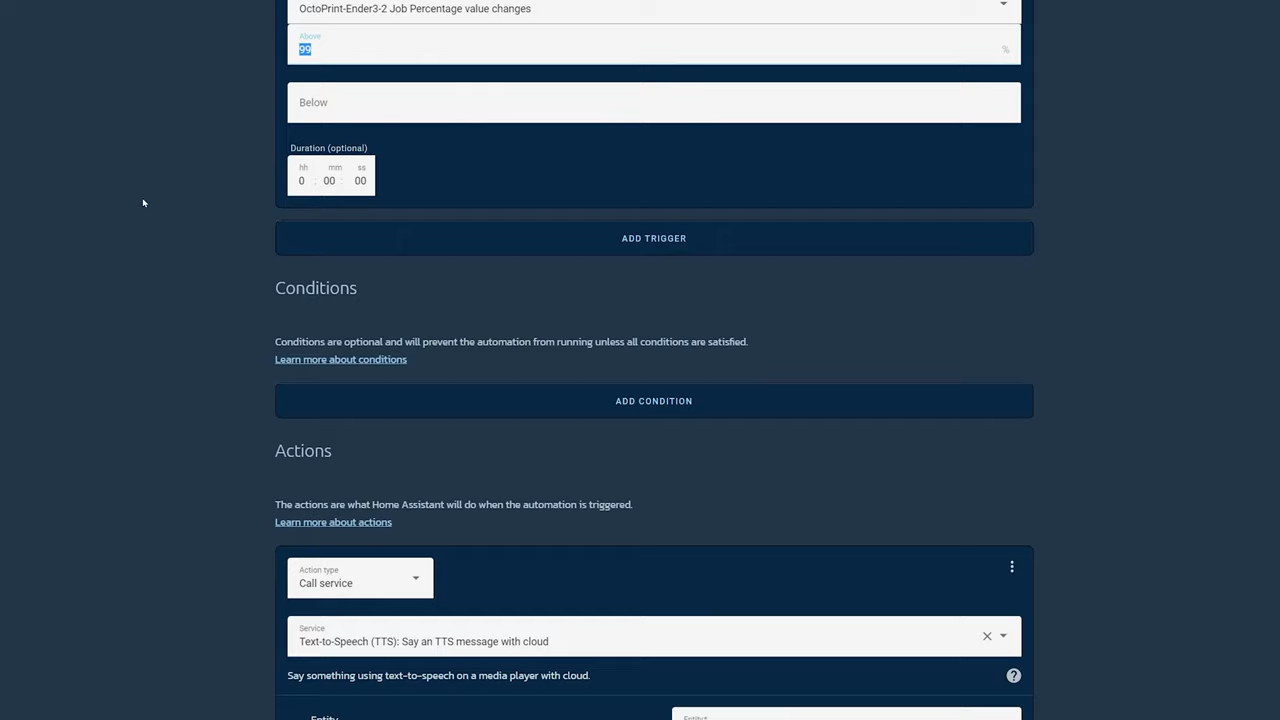 OctoPrint-Ender3-2 Job Percentage value changes
Above
99
%
Below
Duration (optional)
hh mm ss
0 : 00 : 00
ADD TRIGGER
Conditions
Conditions are optional and will prevent the automation from running unless all conditions are satisfied.
Learn more about conditions
ADD CONDITION
Actions
The actions are what Home Assistant will do when the automation is triggered.
Learn more about actions
Action type
Call service
Service
Text-to-Speech (TTS): Say an TTS message with cloud
Say something using text-to-speech on a media player with cloud.
Entity
Entity*